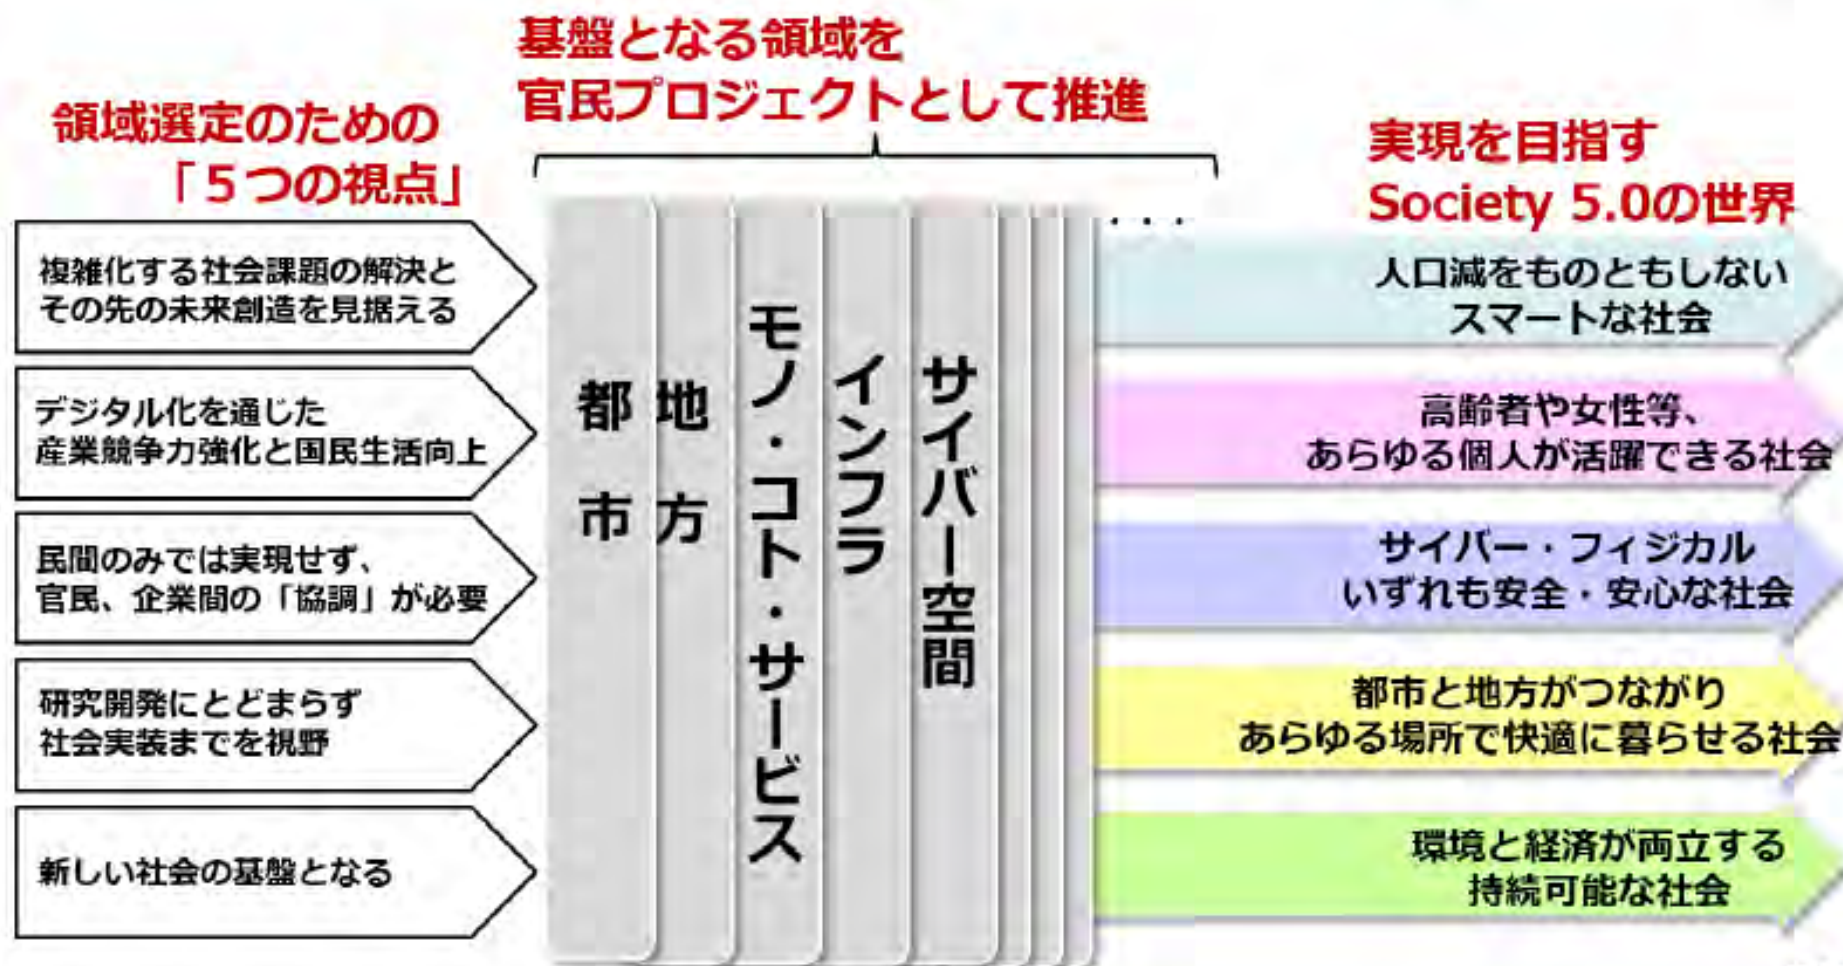 基盤となる領域を
官民プロジェクトとして推進
領域選定のための
「５つの視点」
複雑化する社会課題の解決と
その先の未来創造を見据える
デジタル化を通じた
産業競争力強化と国民生活向上
民間のみでは実現せず、
官民、企業間の「協調」が必要
研究開発にとどまらず
社会実装までを視野
新しい社会の基盤となる
都市
地方
モノ・コト・サービス
インフラ
サイバー空間
・・・
実現を目指す
Society 5.0の世界
人口減をものともしない
スマートな社会
高齢者や女性等、
あらゆる個人が活躍できる社会
サイバー・フィジカル
いずれも安全・安心な社会
都市と地方がつながり
あらゆる場所で快適に暮らせる社会
環境と経済が両立する
持続可能な社会